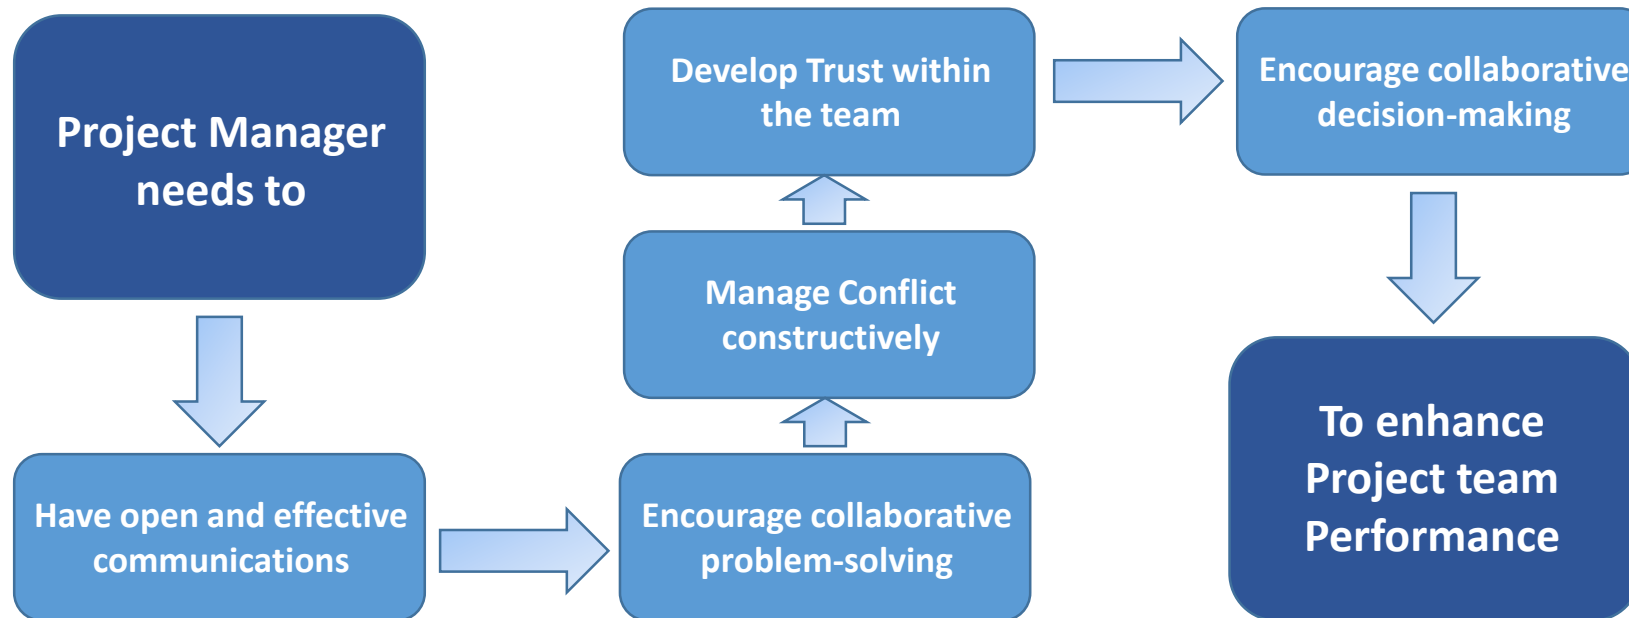 Project Manager
needs to
Have open and effective
communications
Encourage collaborative
problem-solving
Manage Conflict
constructively
Develop Trust within
the team
Encourage collaborative
decision-making
To enhance
Project team
Performance